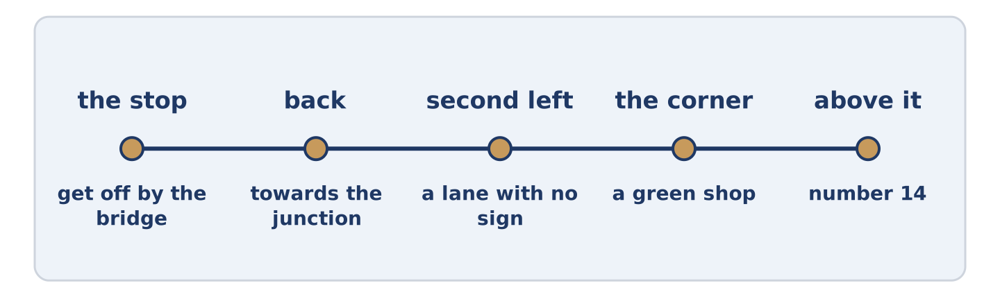 the stop
get off by the
bridge
back
towards the
junction
second left
a lane with no
sign
the corner
a green shop
above it
number 14